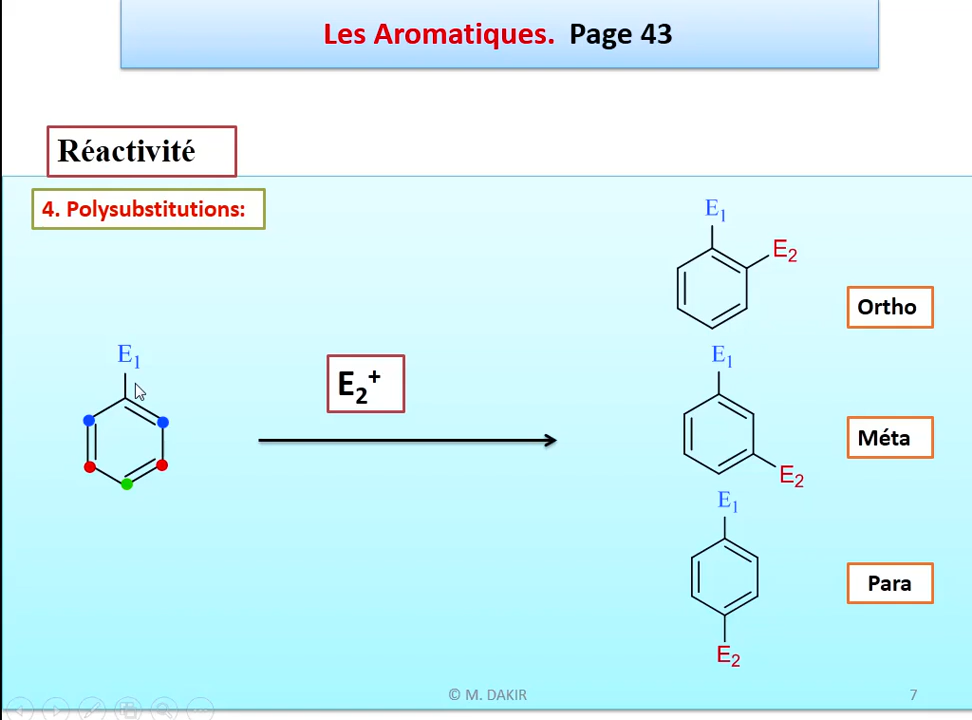 Les Aromatiques. Page 43
Réactivité
4. Polysubstitutions:
E1
E2
Ortho
E1
E2+
E1
Méta
E2
E1
Para
E2
© M. DAKIR
7